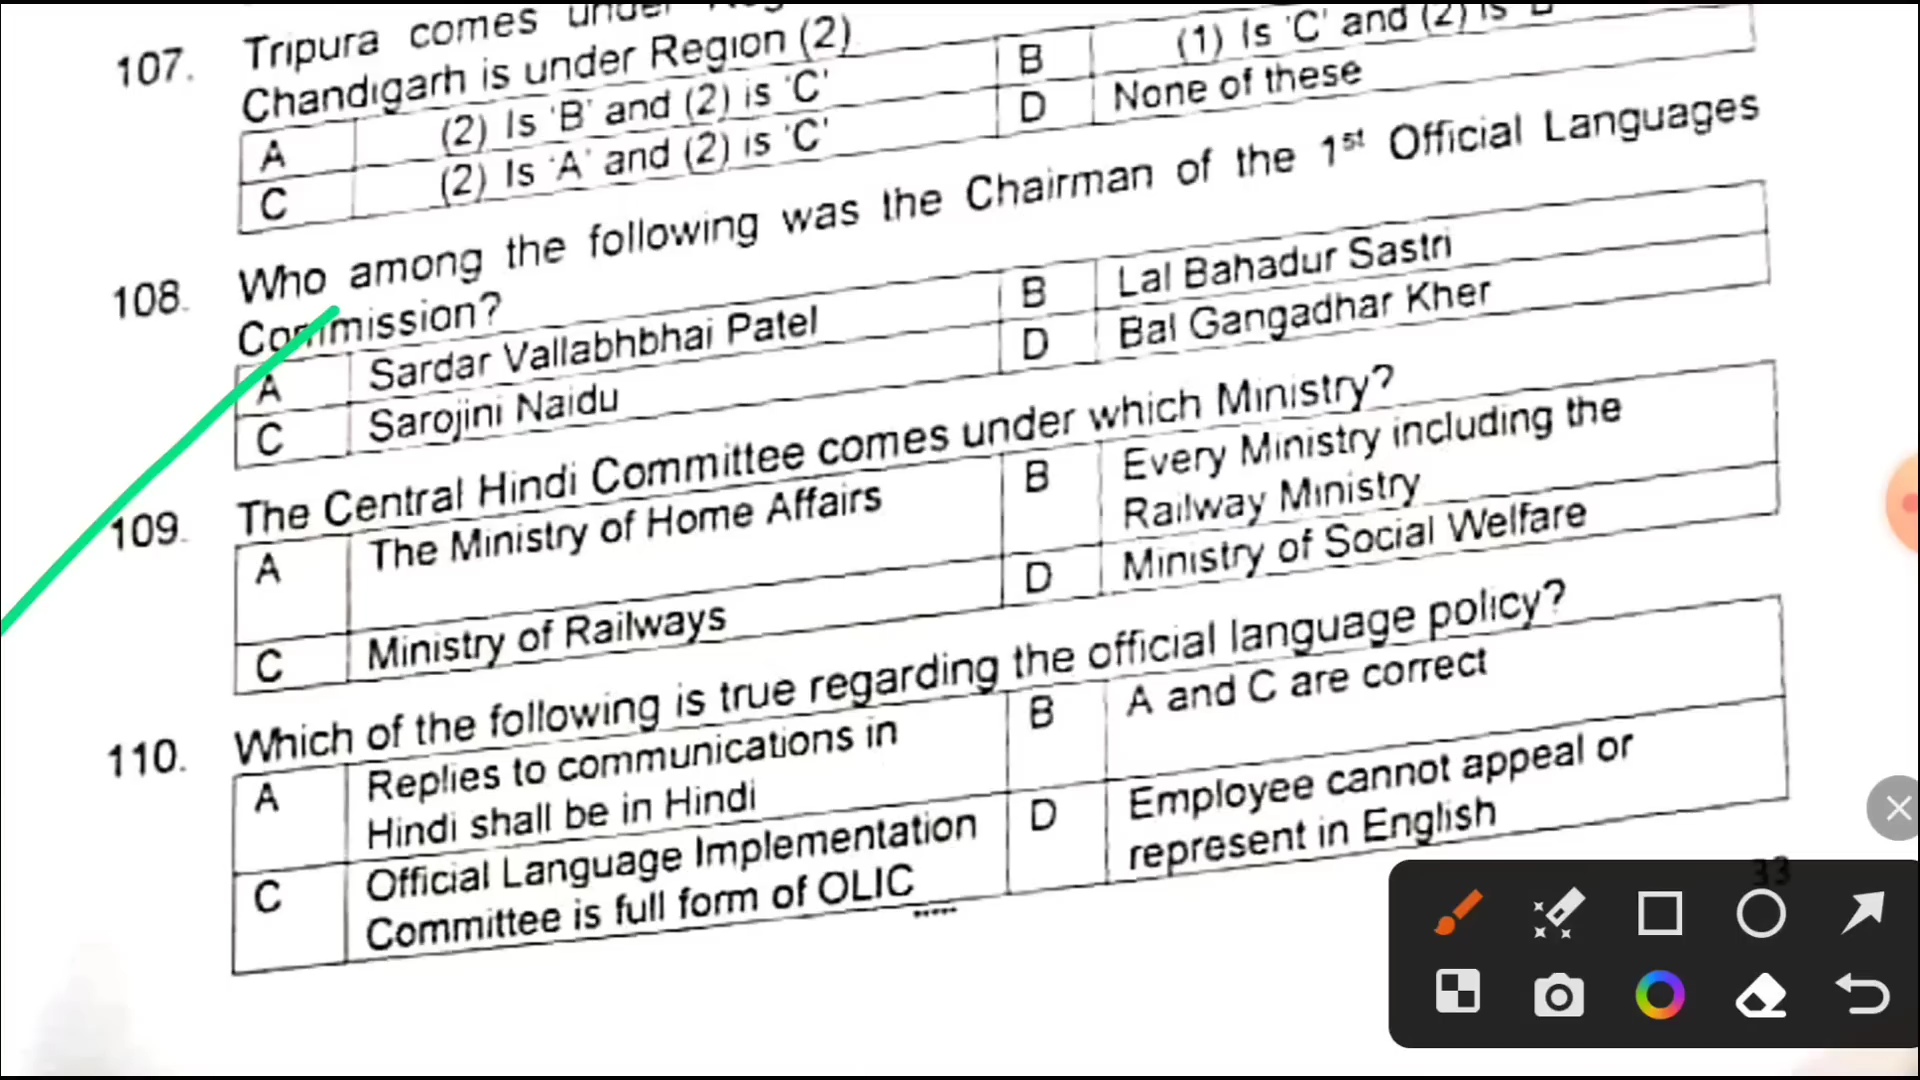 107. Tripura comes under
Chandigarh is under Region (2)
A (2) Is 'B' and (2) is 'C' B (1) Is 'C' and (2) is
C (2) Is 'A' and (2) is 'C' D None of these
108. Who among the following was the Chairman of the 1st Official Languages
Commission?
A Sardar Vallabhbhai Patel B Lal Bahadur Sastri
C Sarojini Naidu D Bal Gangadhar Kher
109. The Central Hindi Committee comes under which Ministry?
A The Ministry of Home Affairs B Every Ministry including the
Railway Ministry
C Ministry of Railways D Ministry of Social Welfare
110. Which of the following is true regarding the official language policy?
A Replies to communications in B A and C are correct
Hindi shall be in Hindi
C Official Language Implementation D Employee cannot appeal or
Committee is full form of OLIC represent in English
.....
33